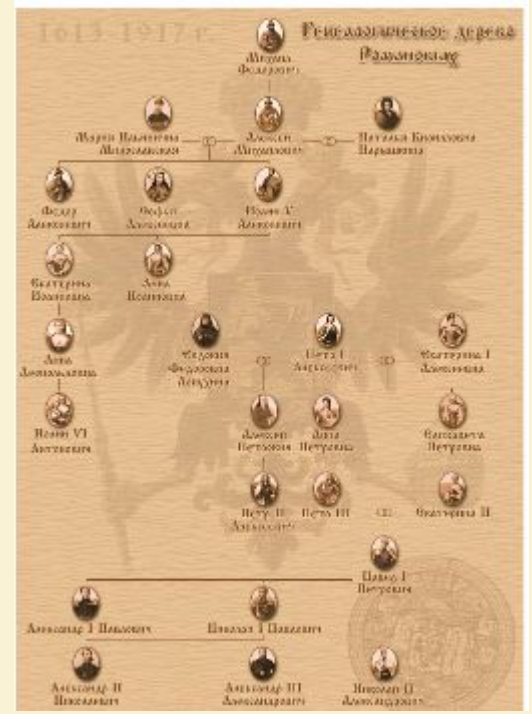 1613-1917 г.
Генеалогическое дерево
Романовых
Михаил
Федорович
Мария Ильинична
Милославская
Алексей
Михайлович
Наталья Кирилловна
Нарышкина
Федор
Алексеевич
Софья
Алексеевна
Иоанн V
Алексеевич
Екатерина
Иоанновна
Анна
Иоанновна
Анна
Леопольдовна
Евдокия
Федоровна
Лопухина
Петр I
Алексеевич
Екатерина I
Алексеевна
Иоанн VI
Антонович
Алексей
Петрович
Анна
Петровна
Елизавета
Петровна
Петр II
Алексеевич
Петр III
Екатерина II
Павел I
Петрович
Александр I Павлович
Николай I Павлович
Александр II
Николаевич
Александр III
Александрович
Николай II
Александрович